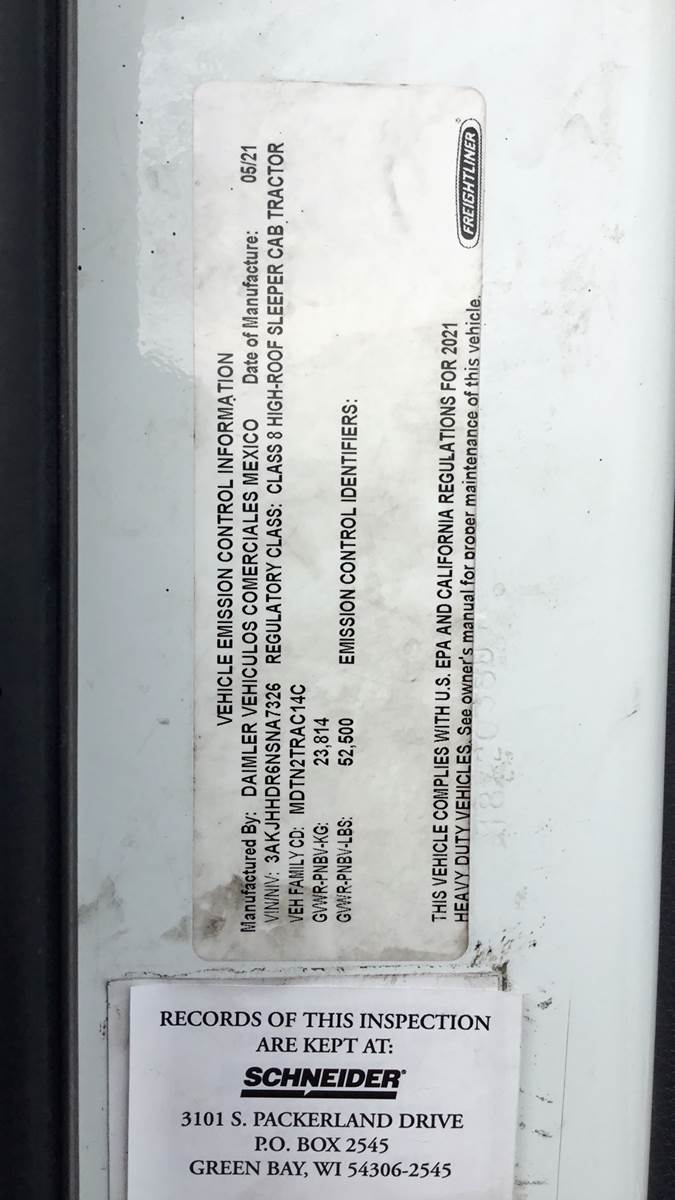 VEHICLE EMISSION CONTROL INFORMATION
Manufactured By: DAIMLER VEHICULOS COMERCIALES MEXICO Date of Manufacture: 05/21
VIN/NIV: 3AKJHHDR6NSNA7326 REGULATORY CLASS: CLASS 8 HIGH-ROOF SLEEPER CAB TRACTOR
VEH FAMILY CD: MDTN2TRAC14C
GVWR-PNBV-KG: 23,814
GVWR-PNBV-LBS: 52,500 EMISSION CONTROL IDENTIFIERS:
THIS VEHICLE COMPLIES WITH U.S. EPA AND CALIFORNIA REGULATIONS FOR 2021
HEAVY DUTY VEHICLES. See owner's manual for proper maintenance of this vehicle.
FREIGHTLINER
RECORDS OF THIS INSPECTION
ARE KEPT AT:
SCHNEIDER®
3101 S. PACKERLAND DRIVE
P.O. BOX 2545
GREEN BAY, WI 54306-2545